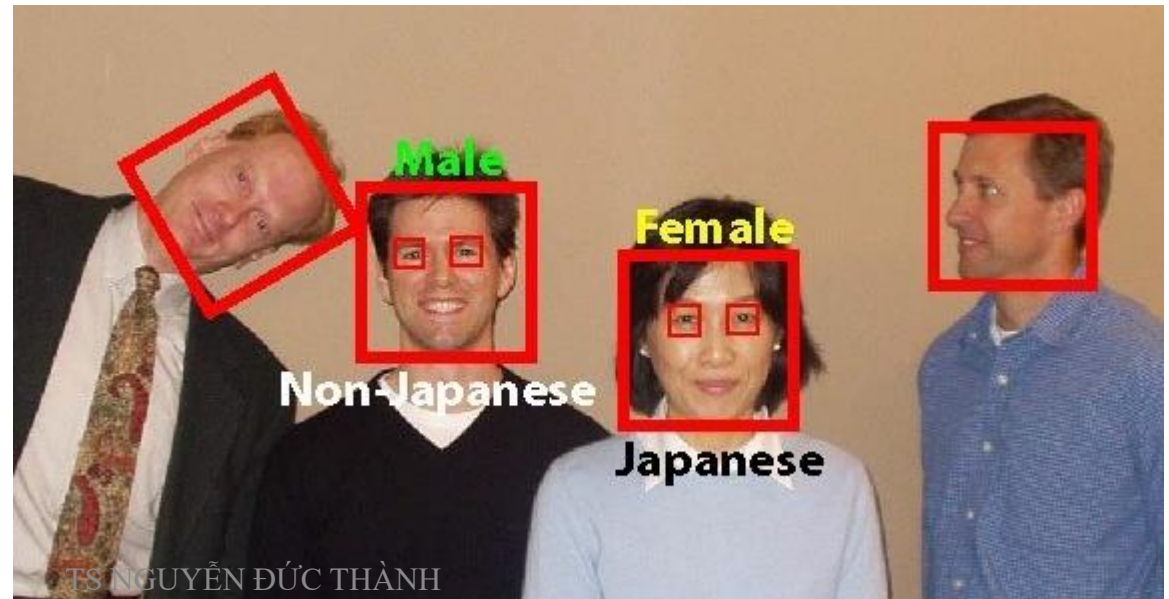 Male
Female
Non-Japanese
Japanese
TS NGUYỄN ĐỨC THÀNH